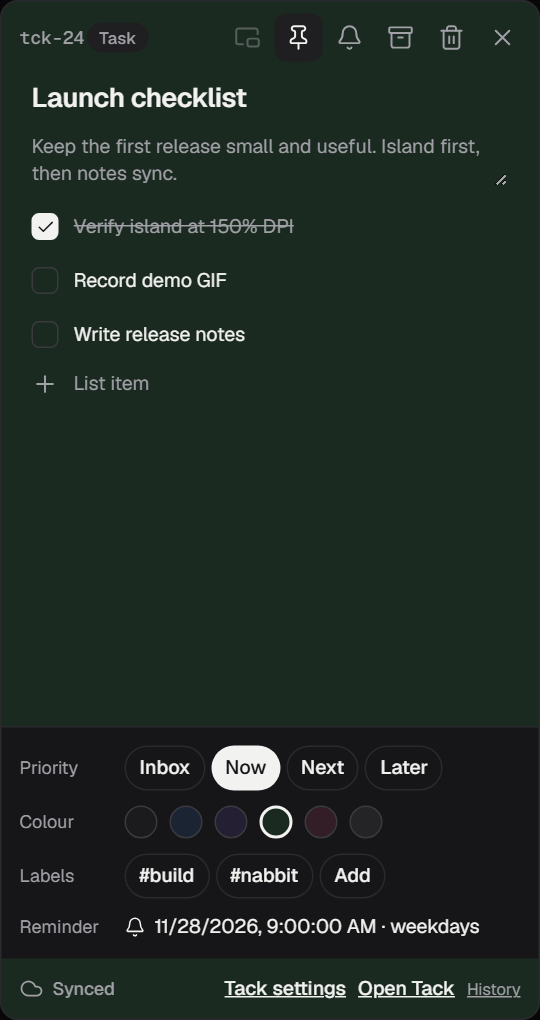 tck-24 Task
Launch checklist
Keep the first release small and useful. Island first,
then notes sync.
Verify island at 150% DPI
Record demo GIF
Write release notes
List item
Priority Inbox Now Next Later
Colour
Labels #build #nabbit Add
Reminder 11/28/2026, 9:00:00 AM · weekdays
Synced Tack settings Open Tack History